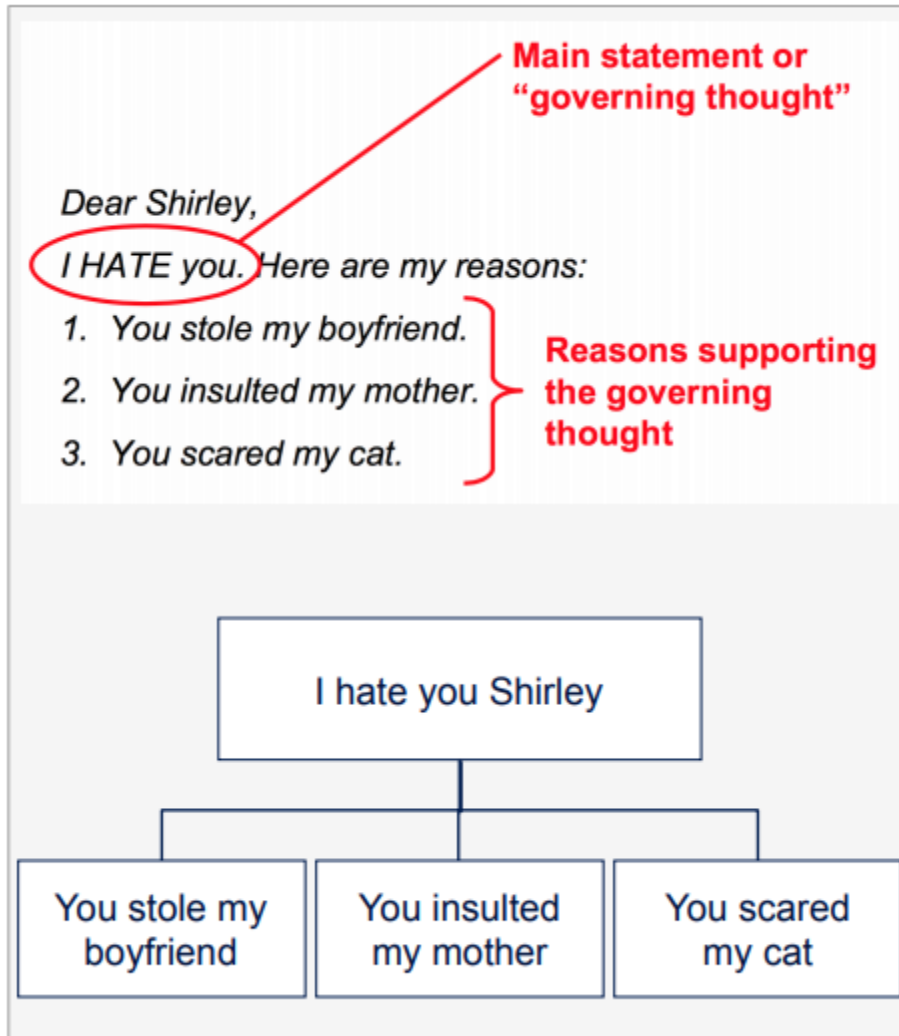 Main statement or
“governing thought”
Dear Shirley,
I HATE you. Here are my reasons:
1. You stole my boyfriend.
2. You insulted my mother.
3. You scared my cat.
Reasons supporting
the governing
thought
I hate you Shirley
You stole my
boyfriend
You insulted
my mother
You scared
my cat